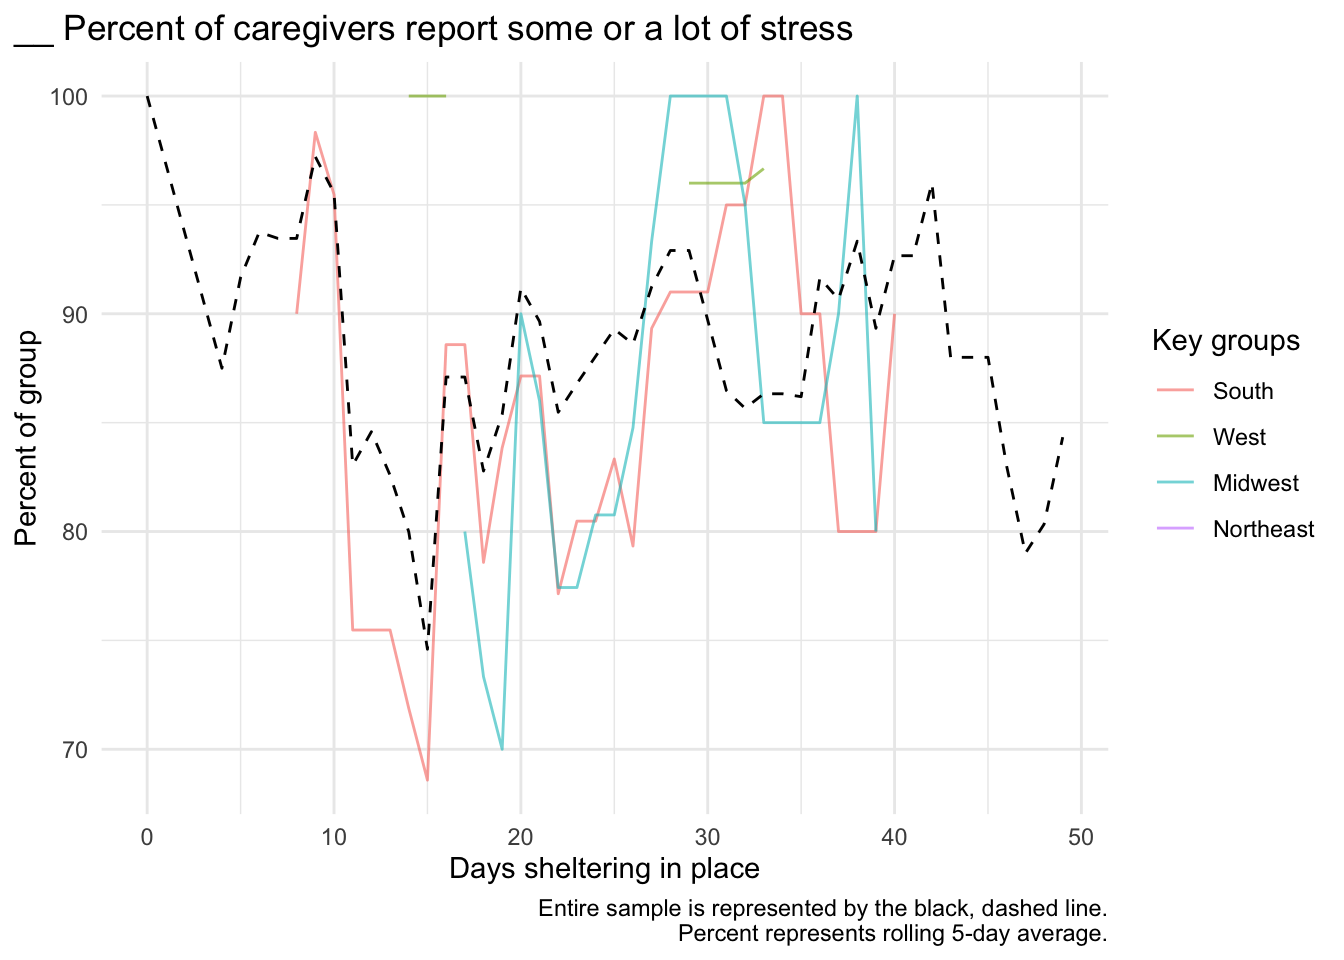 __ Percent of caregivers report some or a lot of stress
100
90
80
70
Percent of group
0 10 20 30 40 50
Days sheltering in place
Key groups
South
West
Midwest
Northeast
Entire sample is represented by the black, dashed line.
Percent represents rolling 5-day average.